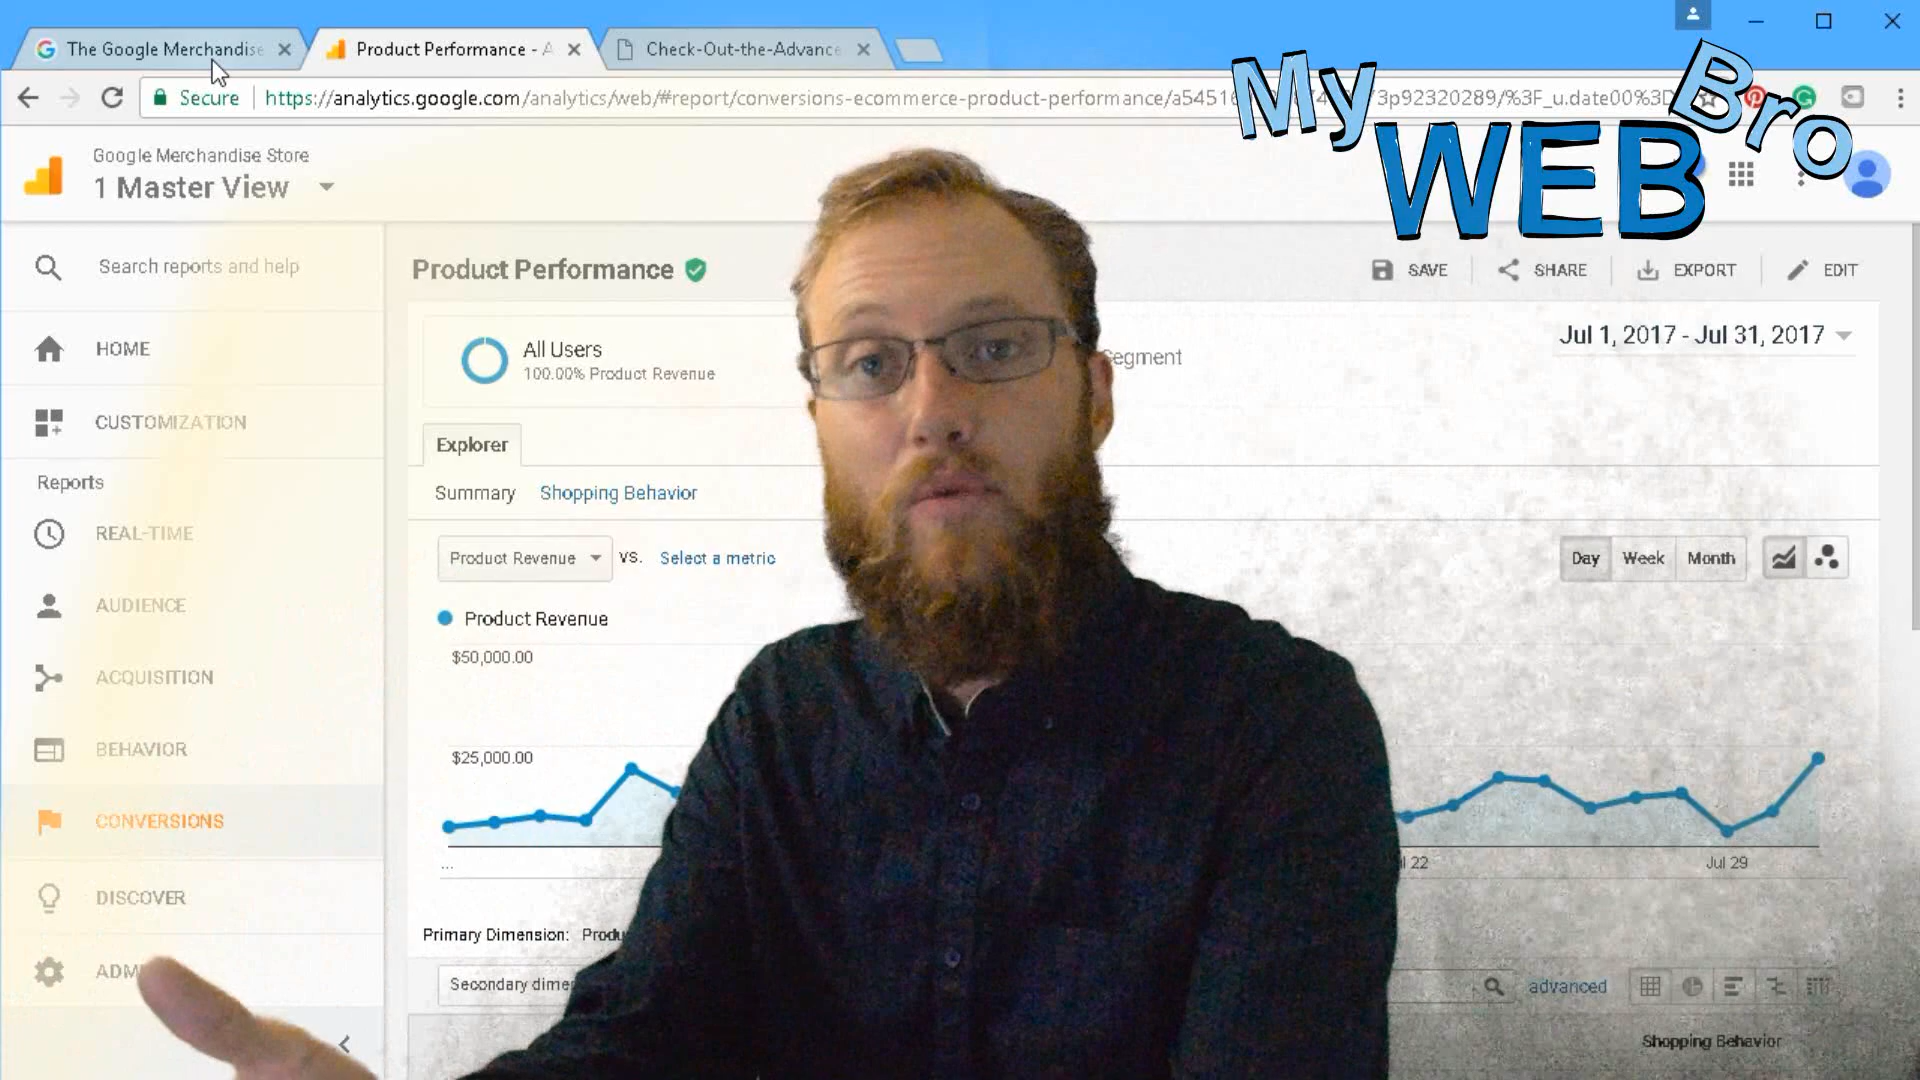 The Google Merchandise
Product Performance - A
Check-Out-the-Advance
Secure
https://analytics.google.com/analytics/web/#report/conversions-ecommerce-product-performance/a5451
3p92320289/%3F_u.date00%3D
My
WEB
Bro
Google Merchandise Store
1 Master View
Search reports and help
HOME
CUSTOMIZATION
Reports
REAL-TIME
AUDIENCE
ACQUISITION
BEHAVIOR
CONVERSIONS
DISCOVER
ADM
Product Performance
SAVE
SHARE
EXPORT
EDIT
All Users
100.00% Product Revenue
Segment
Jul 1, 2017 - Jul 31, 2017
Explorer
Summary Shopping Behavior
Product Revenue VS. Select a metric
Day Week Month
Product Revenue
$50,000.00
$25,000.00
...
22
Jul 29
Primary Dimension: Produ
Secondary dime
advanced
Shopping Behavior